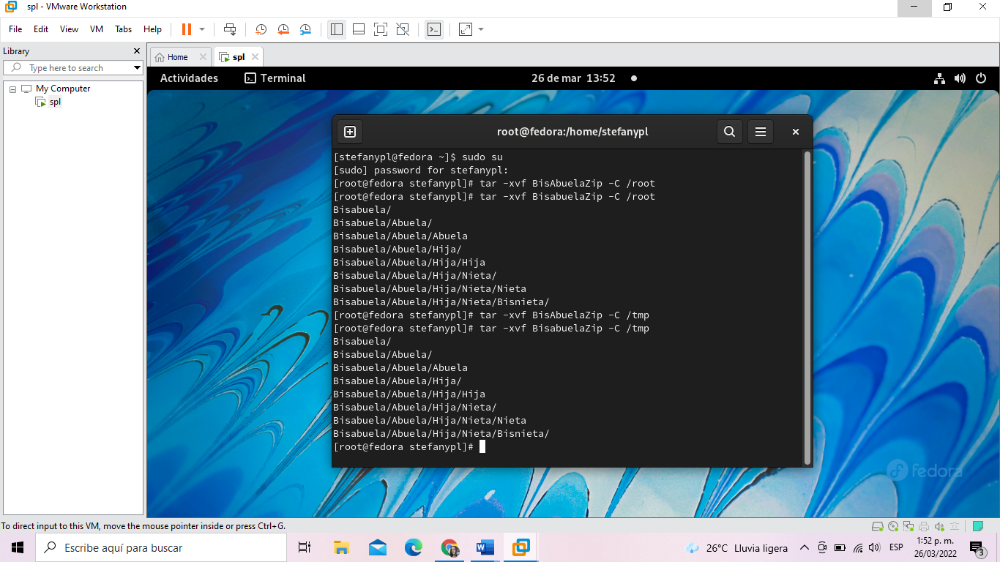 spl - VMware Workstation
File Edit View VM Tabs Help
Library
Type here to search
My Computer
spl
Home
spl
Actividades
Terminal
26 de mar 13:52
root@fedora:/home/stefanypl
[stefanypl@fedora ~]$ sudo su
[sudo] password for stefanypl:
[root@fedora stefanypl]# tar -xvf BisAbuelaZip -C /root
[root@fedora stefanypl]# tar -xvf BisabuelaZip -C /root
Bisabuela/
Bisabuela/Abuela/
Bisabuela/Abuela/Abuela
Bisabuela/Abuela/Hija/
Bisabuela/Abuela/Hija/Hija
Bisabuela/Abuela/Hija/Nieta/
Bisabuela/Abuela/Hija/Nieta/Nieta
Bisabuela/Abuela/Hija/Nieta/Bisnieta/
[root@fedora stefanypl]# tar -xvf BisAbuelaZip -C /tmp
[root@fedora stefanypl]# tar -xvf BisabuelaZip -C /tmp
Bisabuela/
Bisabuela/Abuela/
Bisabuela/Abuela/Abuela
Bisabuela/Abuela/Hija/
Bisabuela/Abuela/Hija/Hija
Bisabuela/Abuela/Hija/Nieta/
Bisabuela/Abuela/Hija/Nieta/Nieta
Bisabuela/Abuela/Hija/Nieta/Bisnieta/
[root@fedora stefanypl]#
fedora
To direct input to this VM, move the mouse pointer inside or press Ctrl+G.
Escribe aquí para buscar
26°C Lluvia ligera
ESP
1:52 p. m.
26/03/2022
3